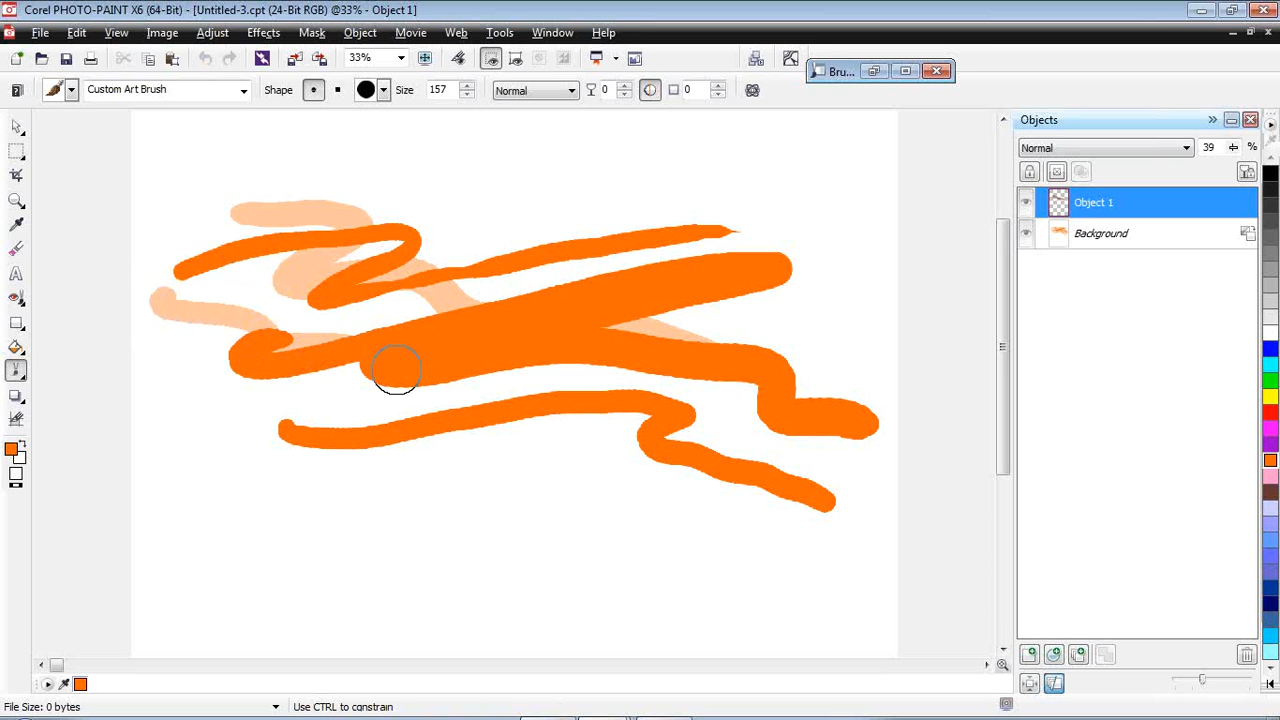 Corel PHOTO-PAINT X6 (64-Bit) - [Untitled-3.cpt (24-Bit RGB) @33% - Object 1]
File Edit View Image Adjust Effects Mask Object Movie Web Tools Window Help
33%
Bru...
Custom Art Brush Shape Size 157 Normal 0 0
Objects
Normal 39 %
Object 1
Background
File Size: 0 bytes Use CTRL to constrain